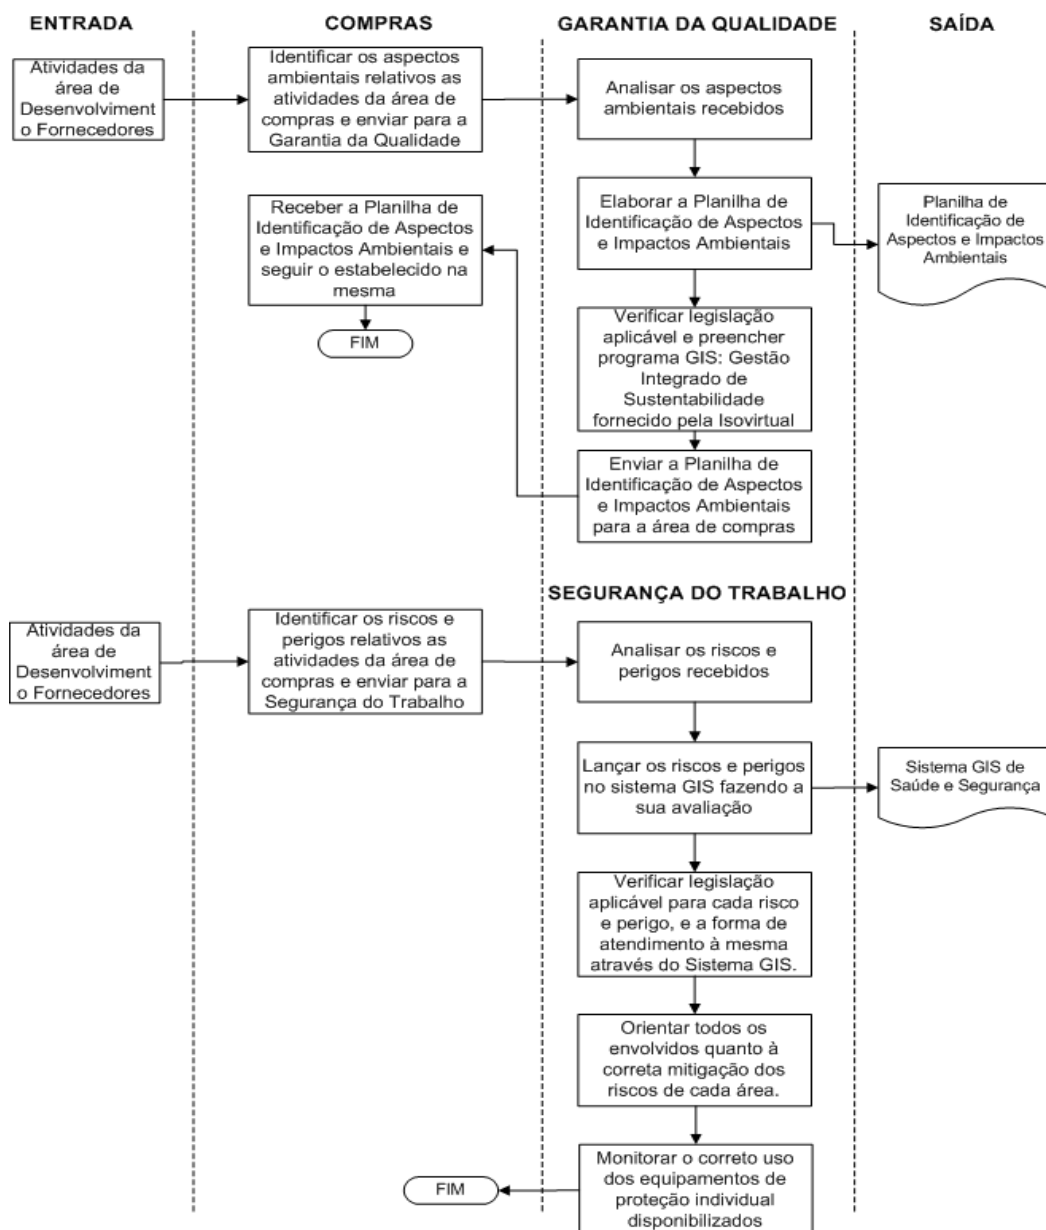 ENTRADA
COMPRAS
GARANTIA DA QUALIDADE
SAÍDA
Atividades da
área de
Desenvolviment
o Fornecedores
Identificar os aspectos
ambientais relativos as
atividades da área de
compras e enviar para a
Garantia da Qualidade
Analisar os aspectos
ambientais recebidos
Receber a Planilha de
Identificação de Aspectos
e Impactos Ambientais e
seguir o estabelecido na
mesma
Elaborar a Planilha de
Identificação de Aspectos
e Impactos Ambientais
Planilha de
Identificação de
Aspectos e Impactos
Ambientais
FIM
Verificar legislação
aplicável e preencher
programa GIS: Gestão
Integrado de
Sustentabilidade
fornecido pela Isovirtual
Enviar a Planilha de
Identificação de Aspectos
e Impactos Ambientais
para a área de compras
SEGURANÇA DO TRABALHO
Atividades da
área de
Desenvolviment
o Fornecedores
Identificar os riscos e
perigos relativos as
atividades da área de
compras e enviar para a
Segurança do Trabalho
Analisar os riscos e
perigos recebidos
Lançar os riscos e perigos
no sistema GIS fazendo a
sua avaliação
Sistema GIS de
Saúde e Segurança
Verificar legislação
aplicável para cada risco
e perigo, e a forma de
atendimento à mesma
através do Sistema GIS.
Orientar todos os
envolvidos quanto à
correta mitigação dos
riscos de cada área.
Monitorar o correto uso
dos equipamentos de
proteção individual
disponibilizados
FIM